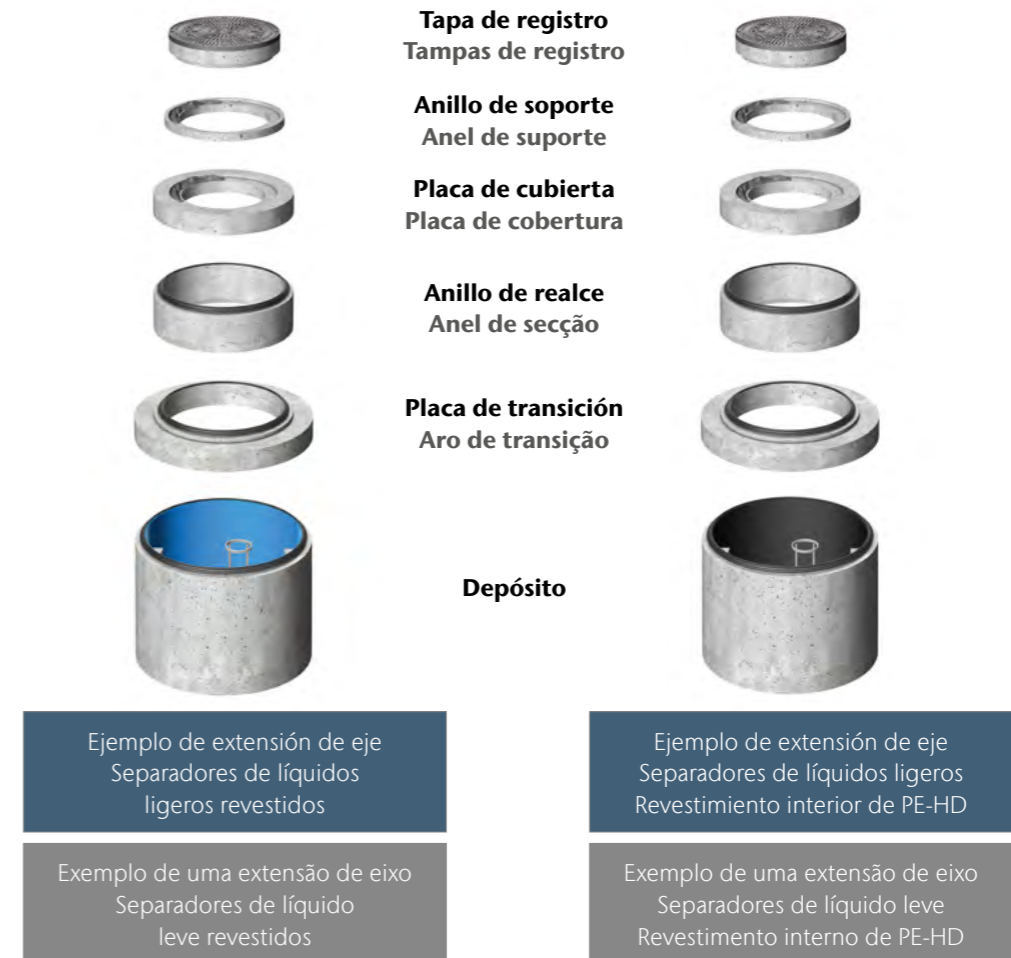 Tapa de registro
Tampas de registro
Anillo de soporte
Anel de suporte
Placa de cubierta
Placa de cobertura
Anillo de realce
Anel de secção
Placa de transición
Aro de transição
Depósito
Ejemplo de extensión de eje
Separadores de líquidos
ligeros revestidos
Exemplo de uma extensão de eixo
Separadores de líquido
leve revestidos
Ejemplo de extensión de eje
Separadores de líquidos ligeros
Revestimiento interior de PE-HD
Exemplo de uma extensão de eixo
Separadores de líquido leve
Revestimento interno de PE-HD